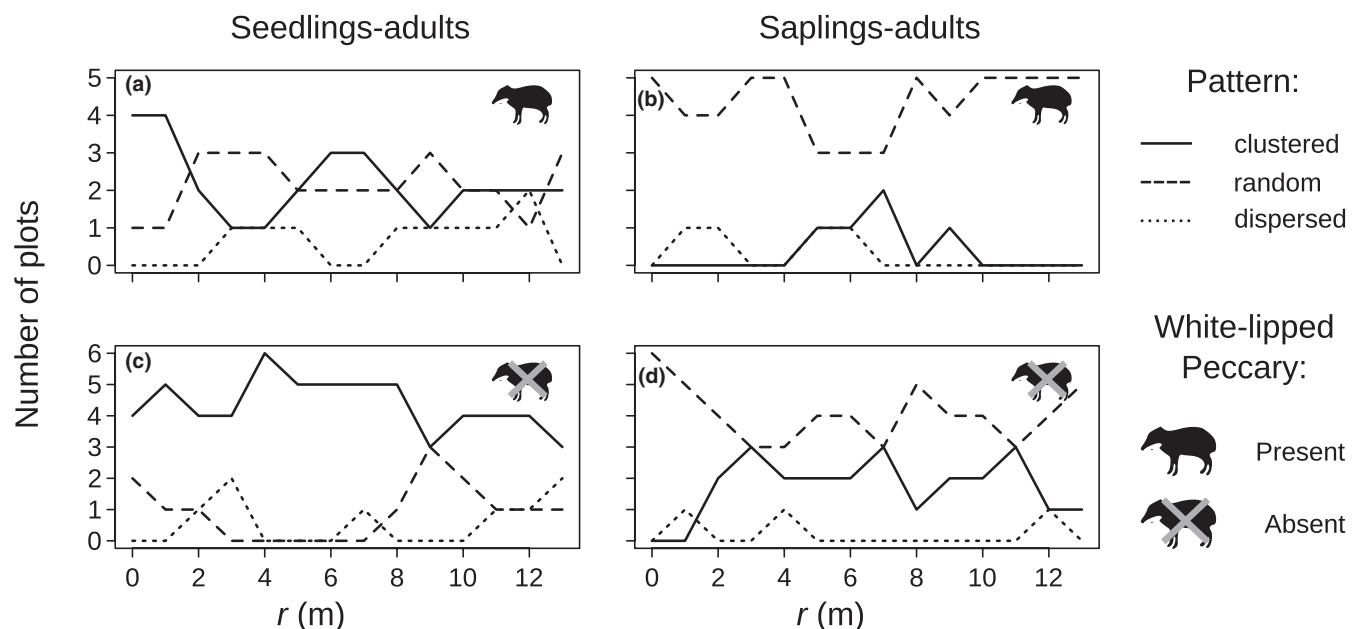 Seedlings-adults
Saplings-adults
(a)
5
4
3
2
1
0
(b)
Pattern:
clustered
random
dispersed
Number of plots
(c)
6
5
4
3
2
1
0
0 2 4 6 8 10 12
r (m)
(d)
0 2 4 6 8 10 12
r (m)
White-lipped
Peccary:
Present
Absent